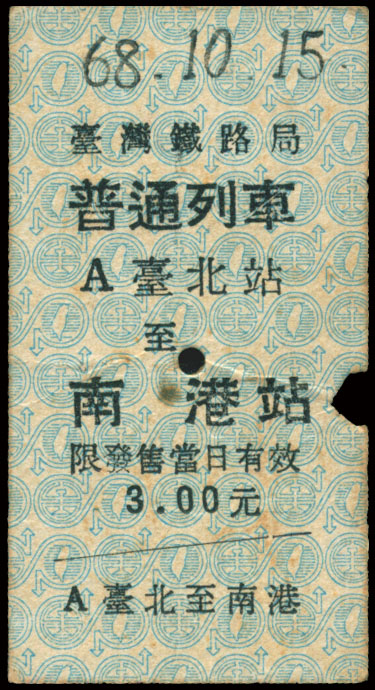 68.10.15.
臺灣鐵路局
普通列車
A臺北站
至
南港站
限發售當日有效
3.00元
A臺北至南港